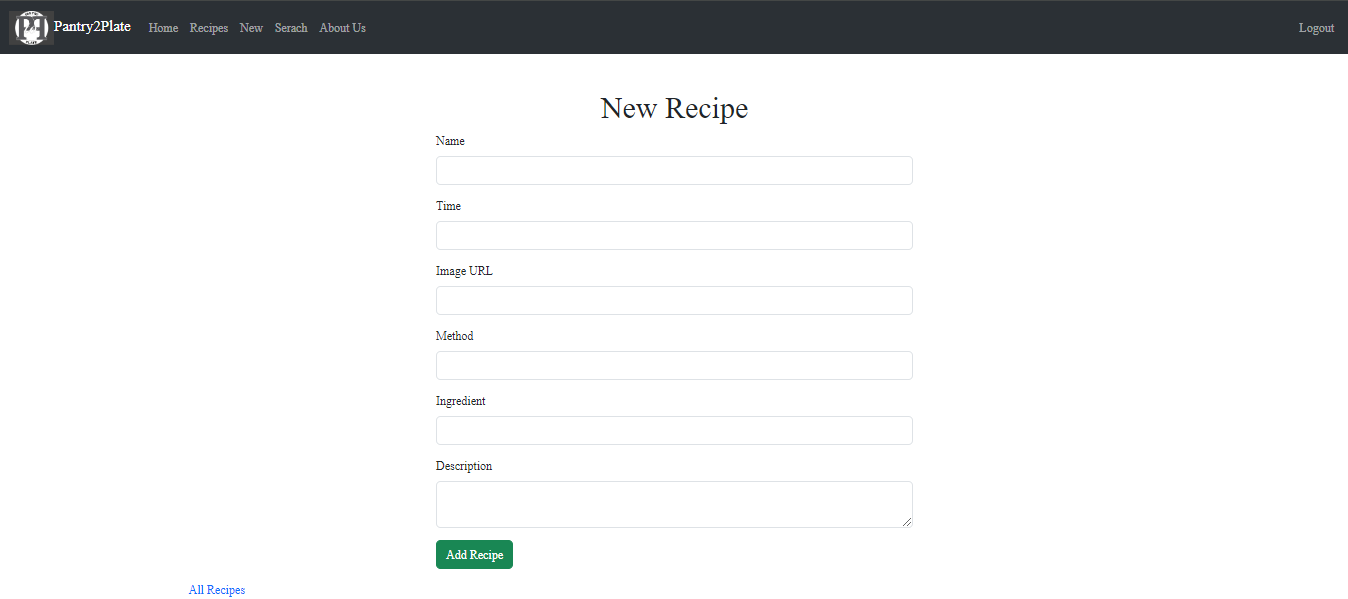 Pantry2Plate Home Recipes New Serach About Us Logout
New Recipe
Name
Time
Image URL
Method
Ingredient
Description
Add Recipe
All Recipes